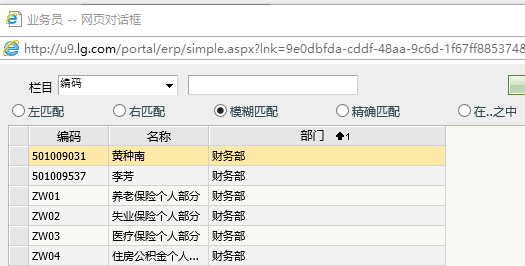 业务员 -- 网页对话框
http://u9.lg.com/portal/erp/simple.aspx?lnk=9e0dbfda-cddf-48aa-9c6d-1f67ff8853748
栏目 编码
左匹配 右匹配 模糊匹配 精确匹配 在..之中
编码 名称 部门 1
501009031 黄种南 财务部
501009537 李芳 财务部
ZW01 养老保险个人部分 财务部
ZW02 失业保险个人部分 财务部
ZW03 医疗保险个人部分 财务部
ZW04 住房公积金个人... 财务部